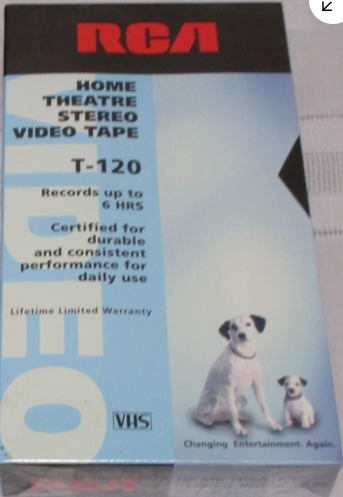 RCA
HOME
THEATRE
STEREO
VIDEO TAPE
T-120
Records up to
6 HRS
Certified for
durable
and consistent
performance for
daily use
Lifetime Limited Warranty
VIDEO
VHS
Changing Entertainment. Again.
RCA